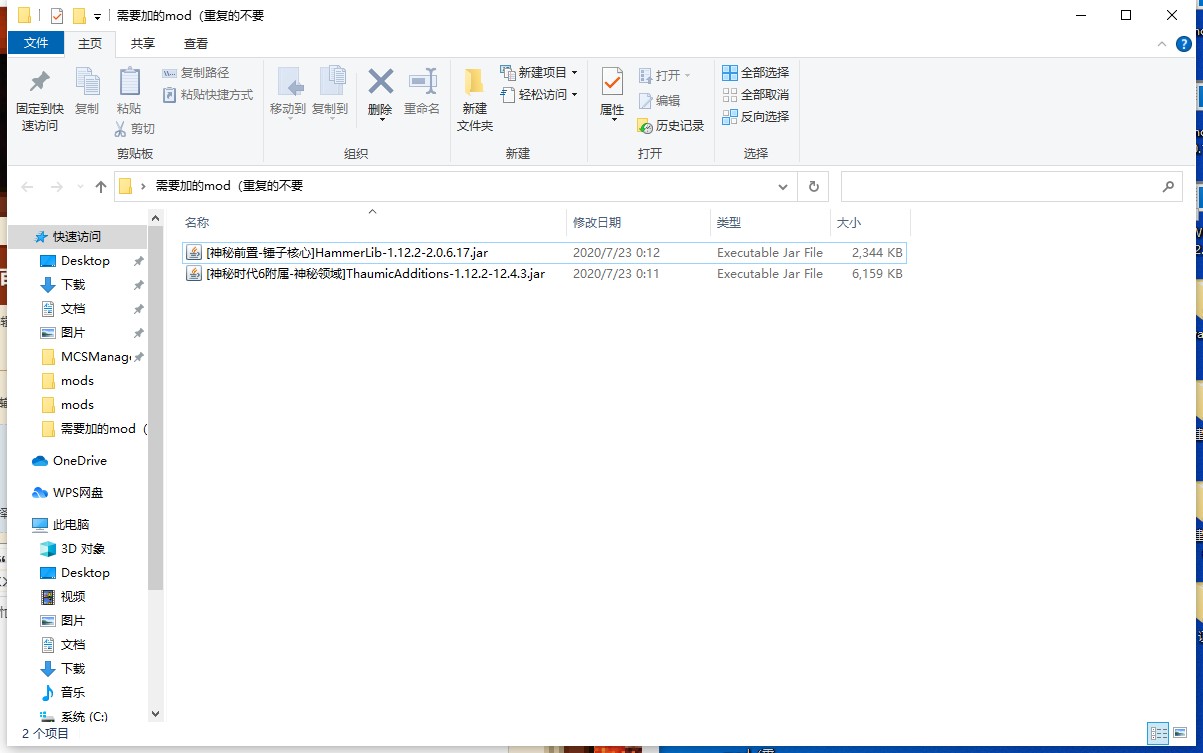 需要加的mod（重复的不要
文件 主页 共享 查看
固定到快速访问
复制
粘贴
复制路径
粘贴快捷方式
剪切
剪贴板
移动到
复制到
删除
重命名
组织
新建文件夹
新建项目
轻松访问
新建
属性
打开
编辑
历史记录
打开
全部选择
全部取消
反向选择
选择
需要加的mod（重复的不要
名称 修改日期 类型 大小
[神秘前置-锤子核心]HammerLib-1.12.2-2.0.6.17.jar 2020/7/23 0:12 Executable Jar File 2,344 KB
[神秘时代6附属-神秘领域]ThaumicAdditions-1.12.2-12.4.3.jar 2020/7/23 0:11 Executable Jar File 6,159 KB
快速访问
Desktop
下载
文档
图片
MCSManag
mods
mods
需要加的mod（
OneDrive
WPS网盘
此电脑
3D 对象
Desktop
视频
图片
文档
下载
音乐
系统 (C:)
2 个项目